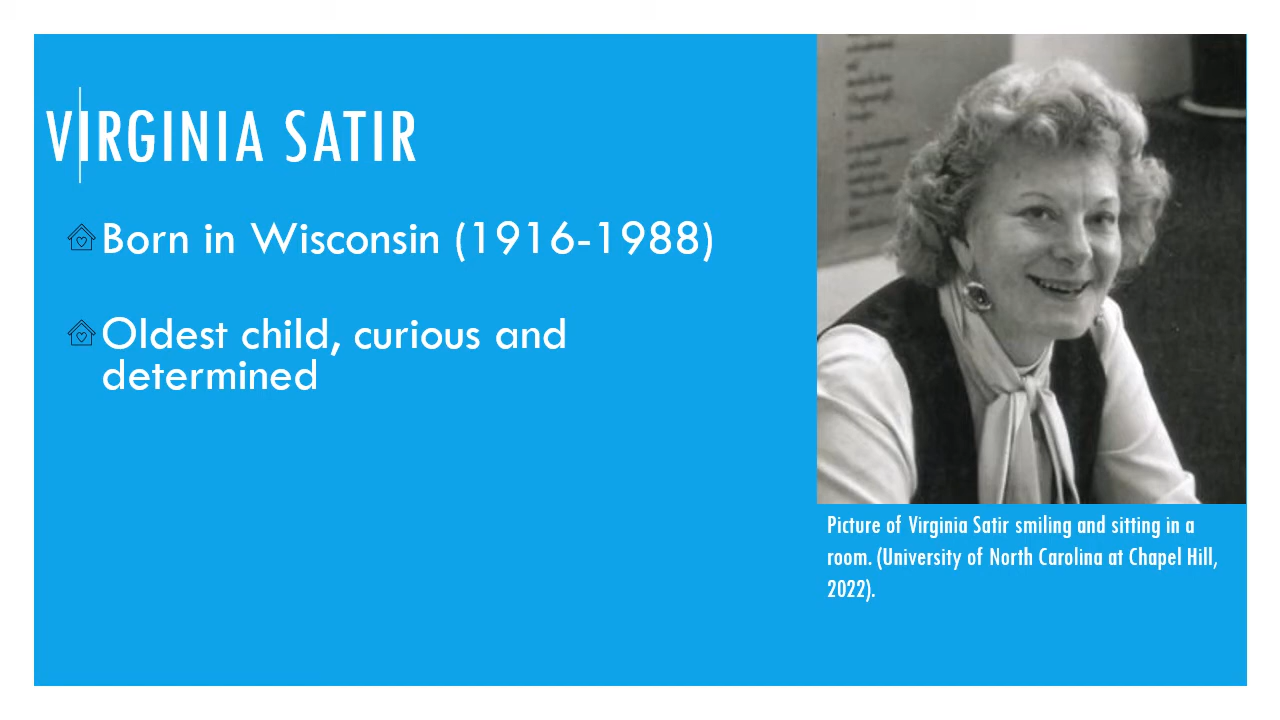 VIRGINIA SATIR
Born in Wisconsin (1916-1988)
Oldest child, curious and
determined
Picture of Virginia Satir smiling and sitting in a
room. (University of North Carolina at Chapel Hill,
2022).